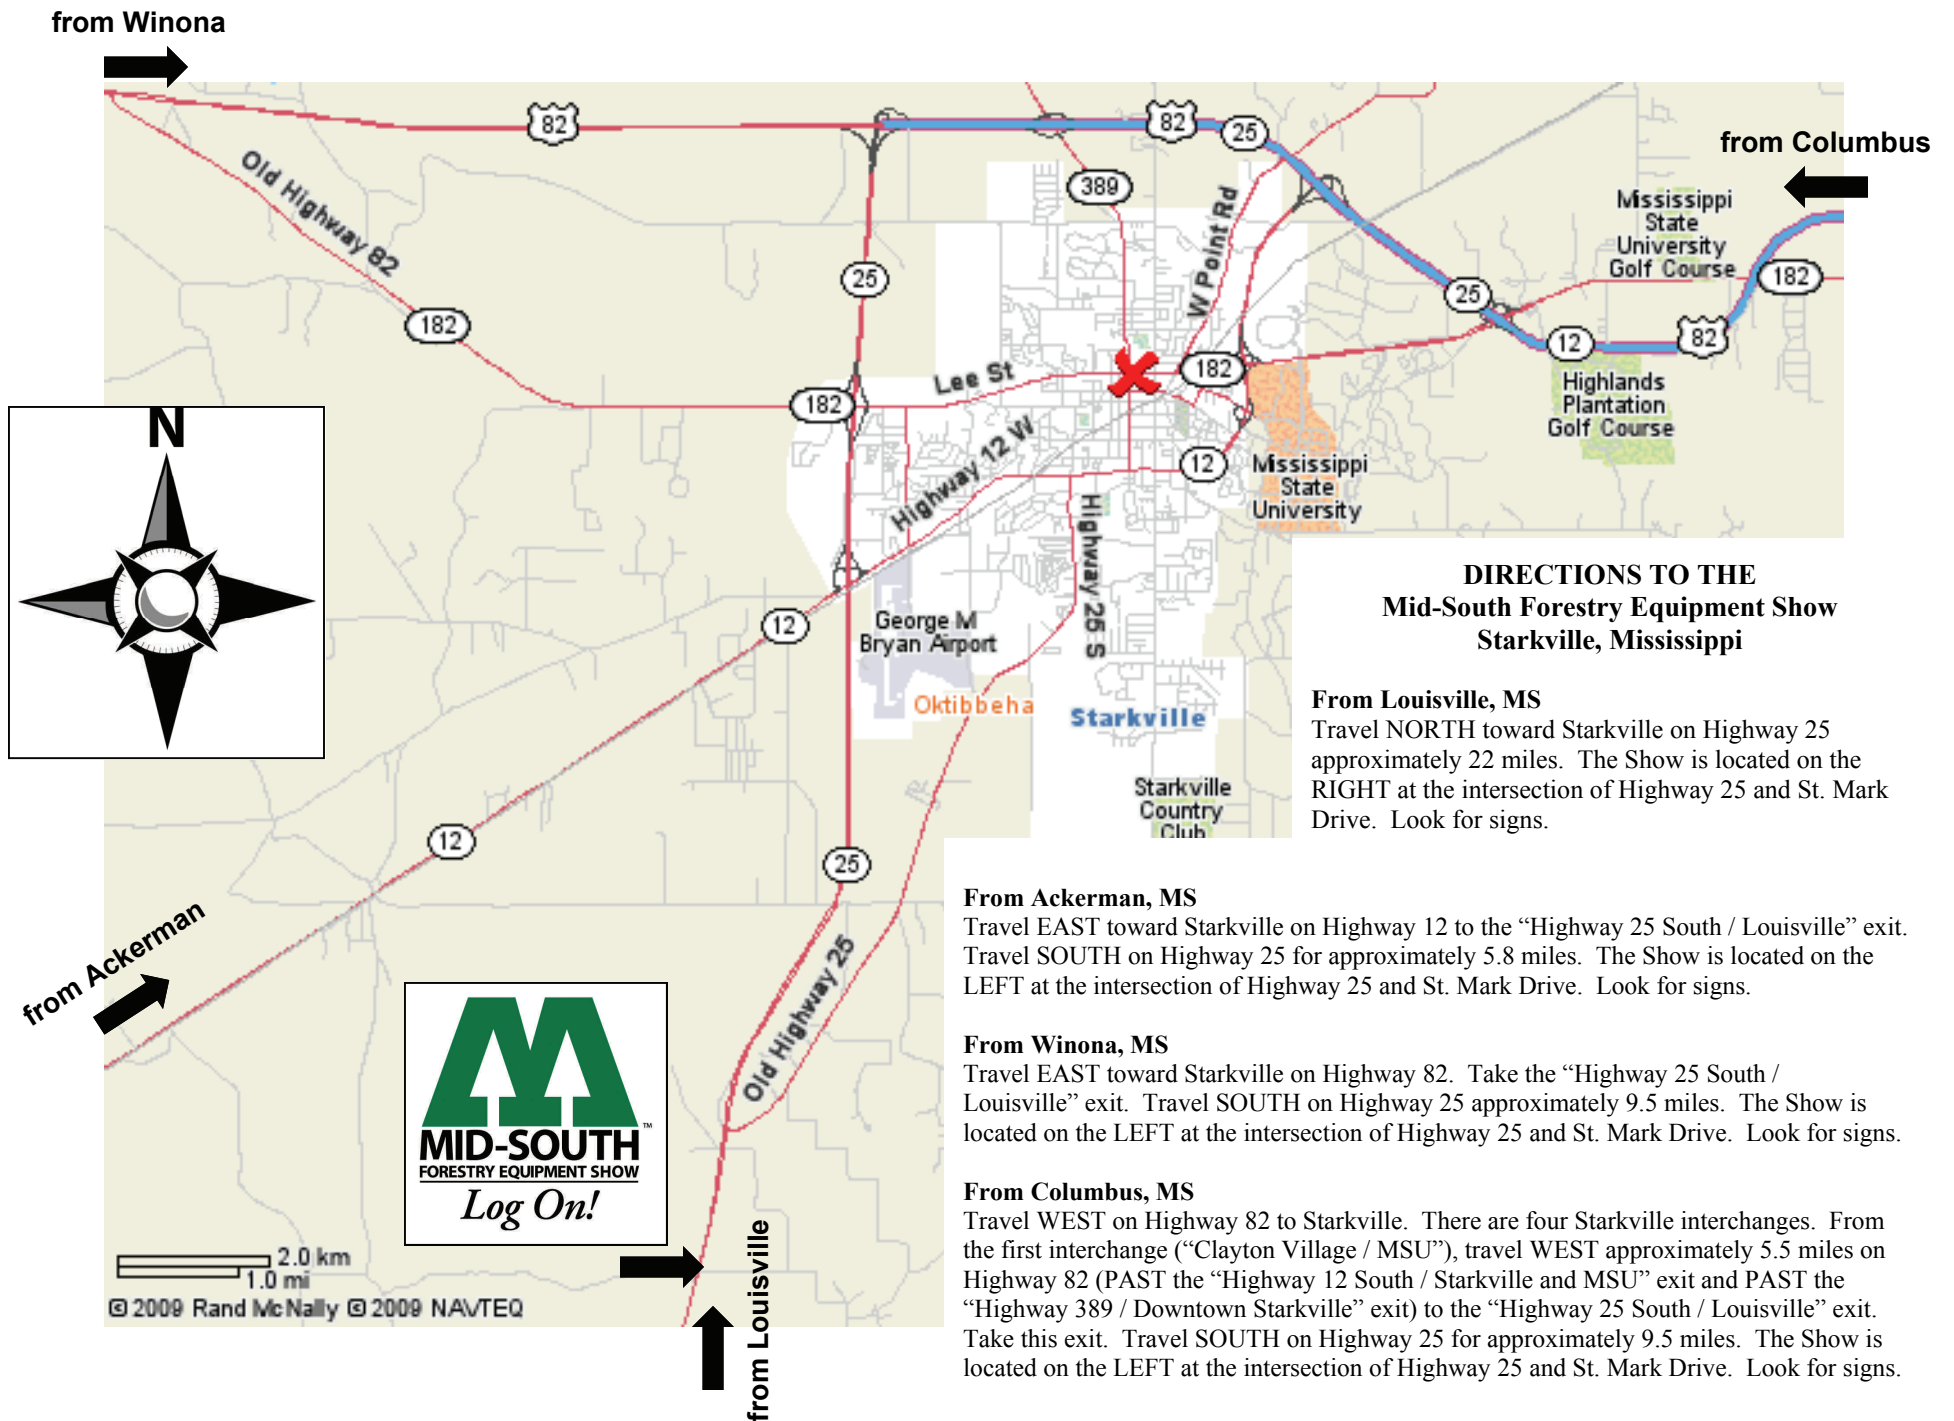 from Winona
82
82
25
from Columbus
Old Highway 82
389
W Point Rd
Mississippi
State
University
Golf Course
25
182
25
182
12
82
Lee St
182
182
Highlands
Plantation
Golf Course
N
Highway 12 W
12
Mississippi
State
University
Highway 25 S
12
George M
Bryan Airport
Oktibbeha
Starkville
Starkville
Country
Club
12
25
from Ackerman
Old Highway 25
MID-SOUTH™
FORESTRY EQUIPMENT SHOW
Log On!
from Louisville
2.0 km
1.0 mi
© 2009 Rand McNally © 2009 NAVTEQ
DIRECTIONS TO THE
Mid-South Forestry Equipment Show
Starkville, Mississippi
From Louisville, MS
Travel NORTH toward Starkville on Highway 25
approximately 22 miles. The Show is located on the
RIGHT at the intersection of Highway 25 and St. Mark
Drive. Look for signs.
From Ackerman, MS
Travel EAST toward Starkville on Highway 12 to the “Highway 25 South / Louisville” exit.
Travel SOUTH on Highway 25 for approximately 5.8 miles. The Show is located on the
LEFT at the intersection of Highway 25 and St. Mark Drive. Look for signs.
From Winona, MS
Travel EAST toward Starkville on Highway 82. Take the “Highway 25 South /
Louisville” exit. Travel SOUTH on Highway 25 approximately 9.5 miles. The Show is
located on the LEFT at the intersection of Highway 25 and St. Mark Drive. Look for signs.
From Columbus, MS
Travel WEST on Highway 82 to Starkville. There are four Starkville interchanges. From
the first interchange (“Clayton Village / MSU”), travel WEST approximately 5.5 miles on
Highway 82 (PAST the “Highway 12 South / Starkville and MSU” exit and PAST the
“Highway 389 / Downtown Starkville” exit) to the “Highway 25 South / Louisville” exit.
Take this exit. Travel SOUTH on Highway 25 for approximately 9.5 miles. The Show is
located on the LEFT at the intersection of Highway 25 and St. Mark Drive. Look for signs.